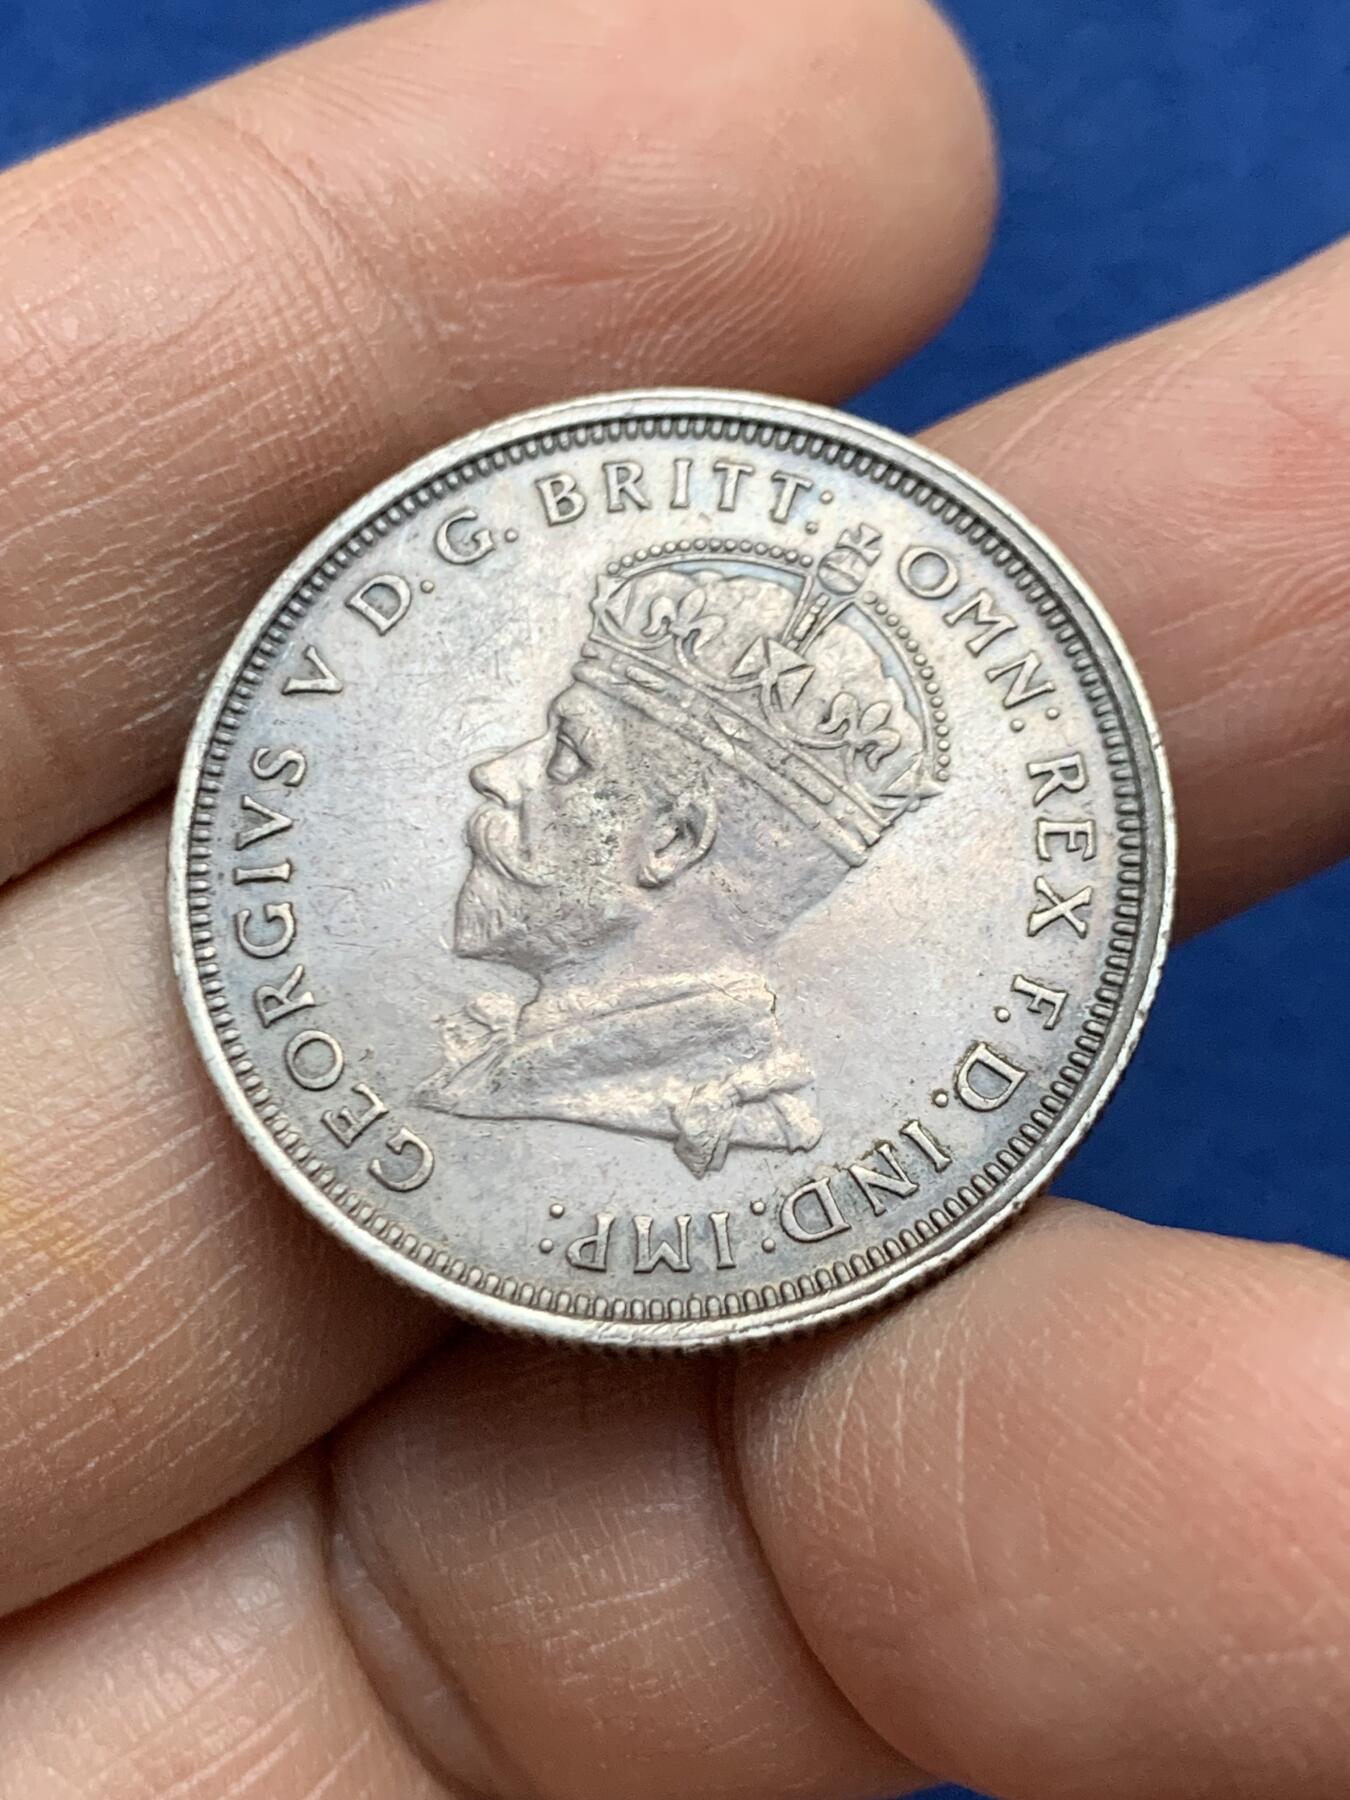 GEORGIVS V D.G. BRITT: OMN: REX F.D. IND: IMP: